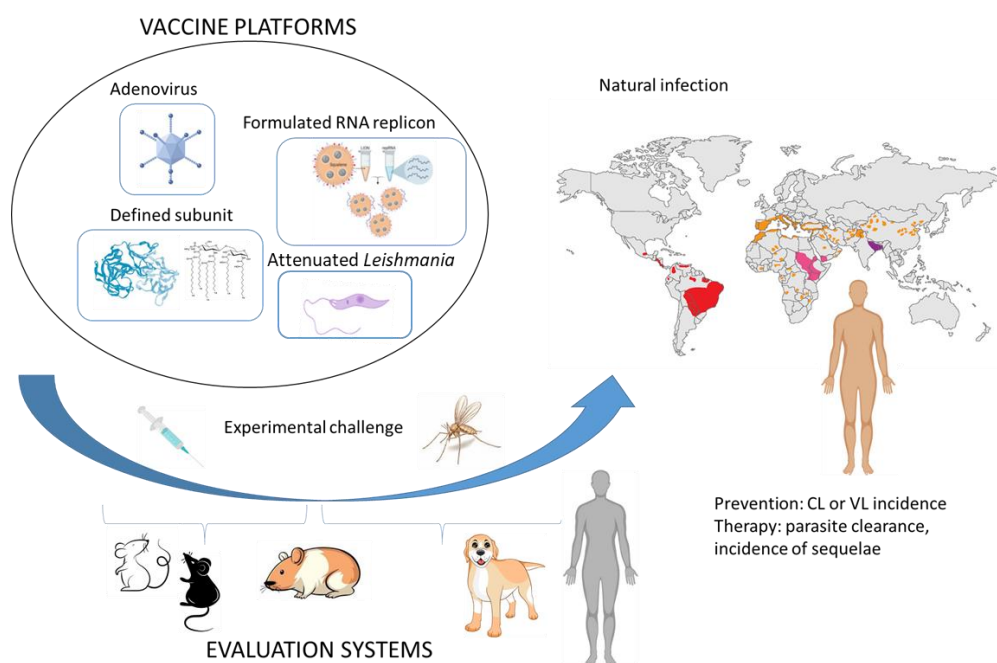 VACCINE PLATFORMS
Adenovirus
Formulated RNA replicon
Defined subunit
Attenuated Leishmania
Natural infection
Experimental challenge
Prevention: CL or VL incidence
Therapy: parasite clearance,
incidence of sequelae
EVALUATION SYSTEMS